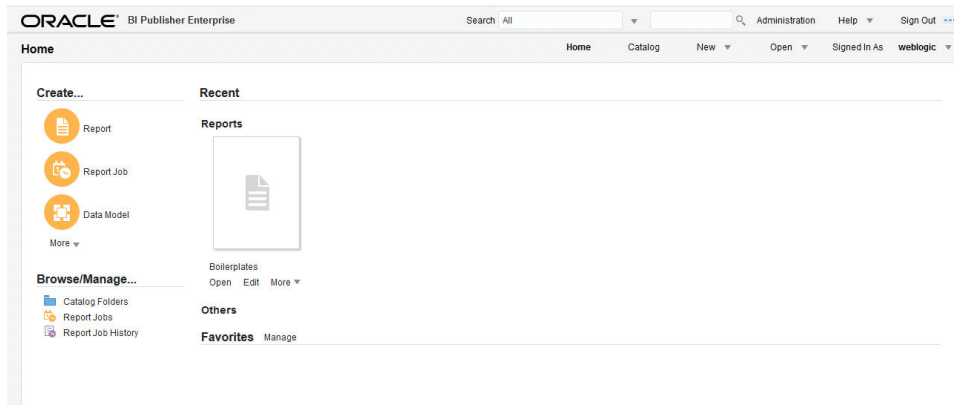 ORACLE® BI Publisher Enterprise Search All Administration Help Sign Out
Home Home Catalog New Open Signed In As weblogic
Create... Recent
Reports
Report
Report Job
Data Model
More
Boilerplates
Open Edit More
Browse/Manage...
Catalog Folders
Report Jobs
Report Job History
Others
Favorites Manage